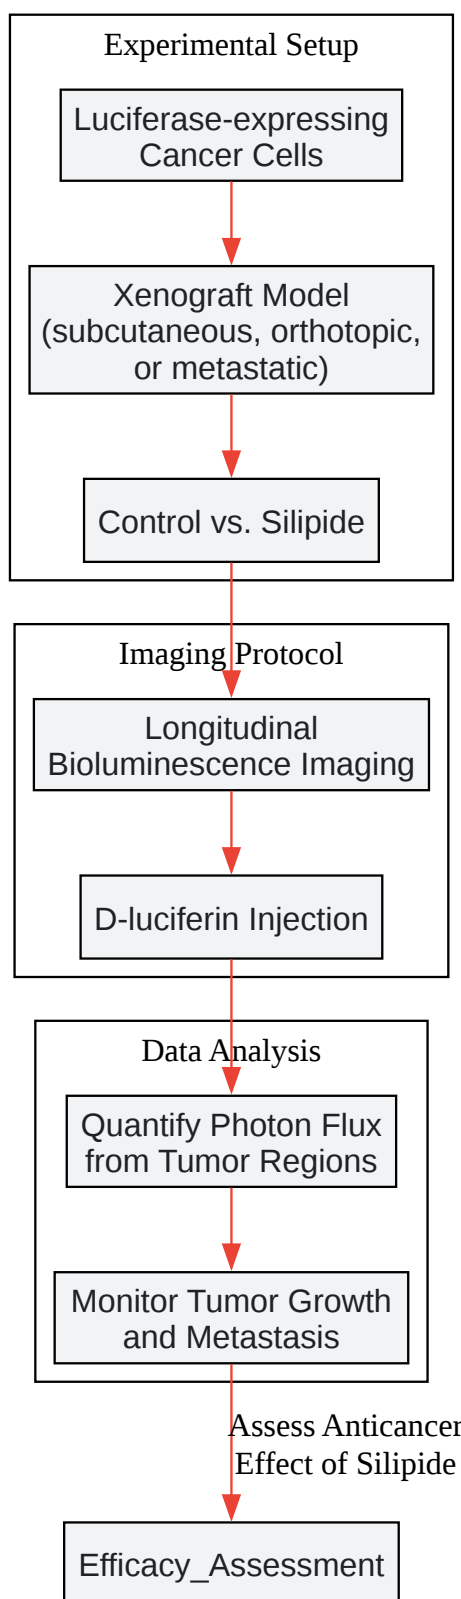 Experimental Setup
Luciferase-expressing
Cancer Cells
Xenograft Model
(subcutaneous, orthotopic,
or metastatic)
Control vs. Silipide
Imaging Protocol
Longitudinal
Bioluminescence Imaging
D-luciferin Injection
Data Analysis
Quantify Photon Flux
from Tumor Regions
Monitor Tumor Growth
and Metastasis
Assess Anticancer
Effect of Silipide
Efficacy_Assessment